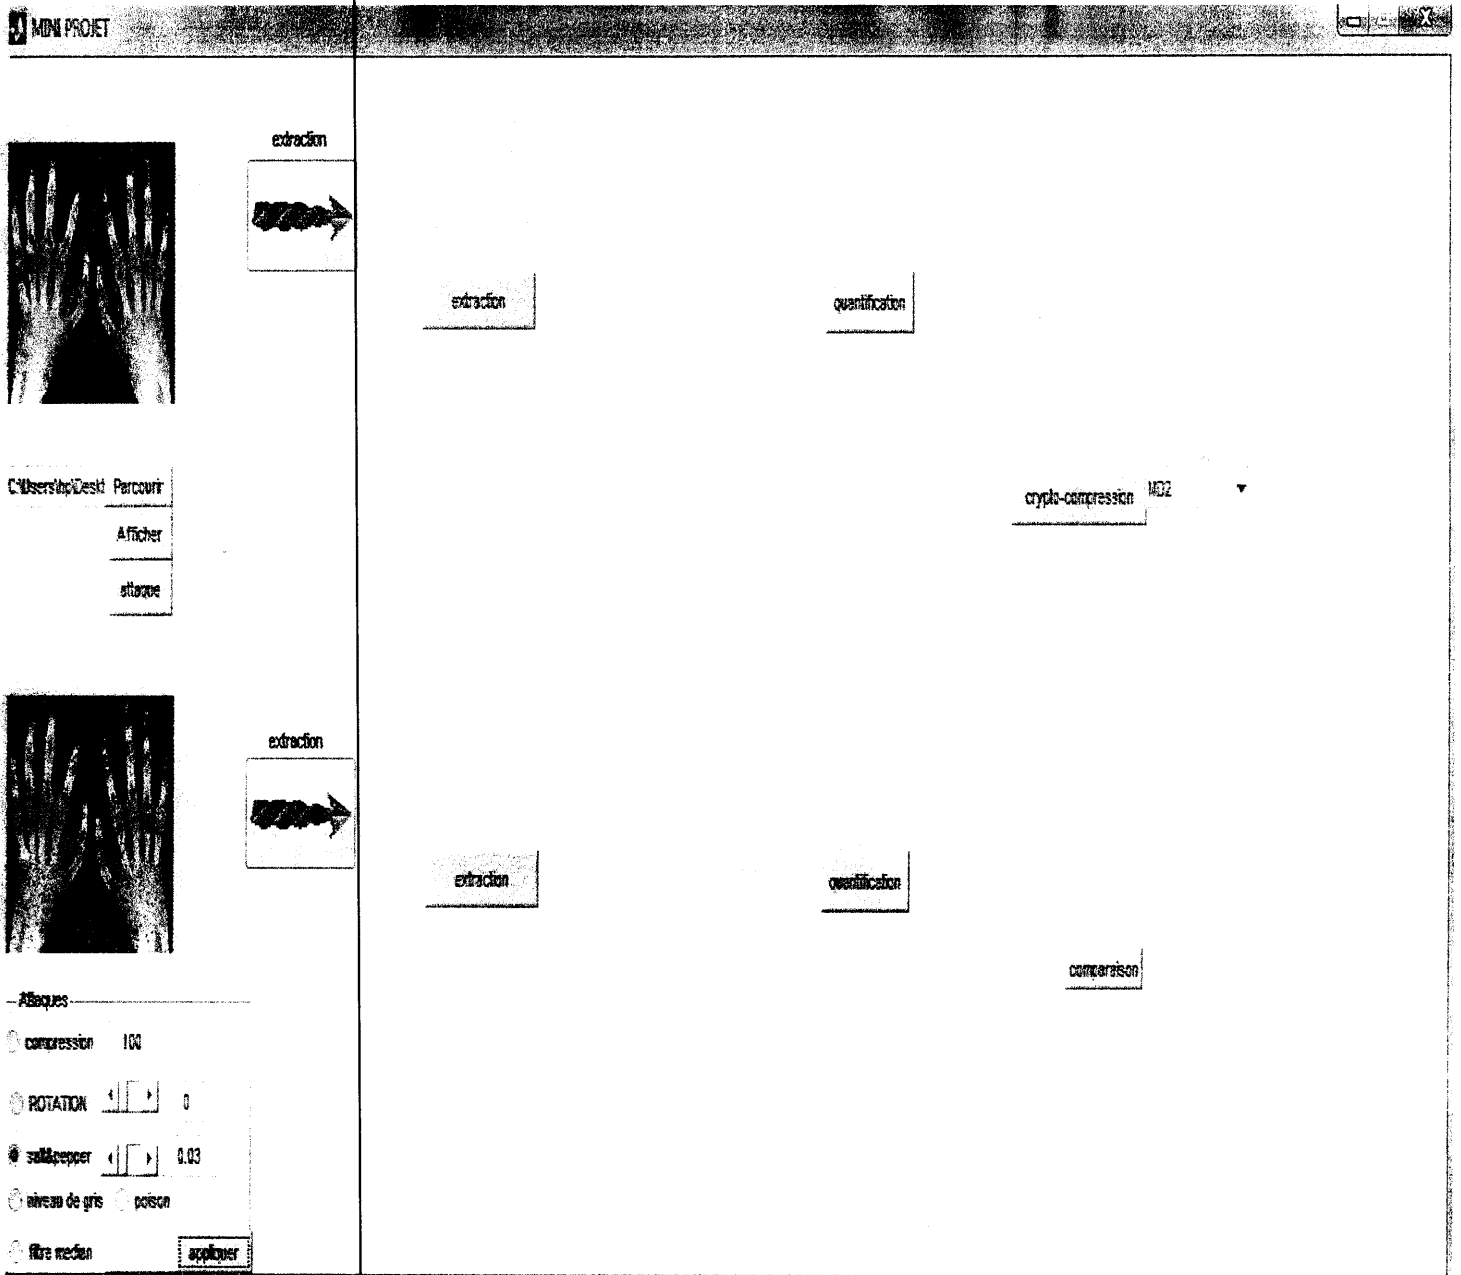 MINI PROJET
extraction
extraction
quantification
C:\Users\hp\Deskt Parcourir
Afficher
attaque
crypto-compression MD2
extraction
extraction
quantification
comparaison
Attaques
compression 100
ROTATION 0
salt&pepper 0.03
niveau de gris poison
filtre median appliquer